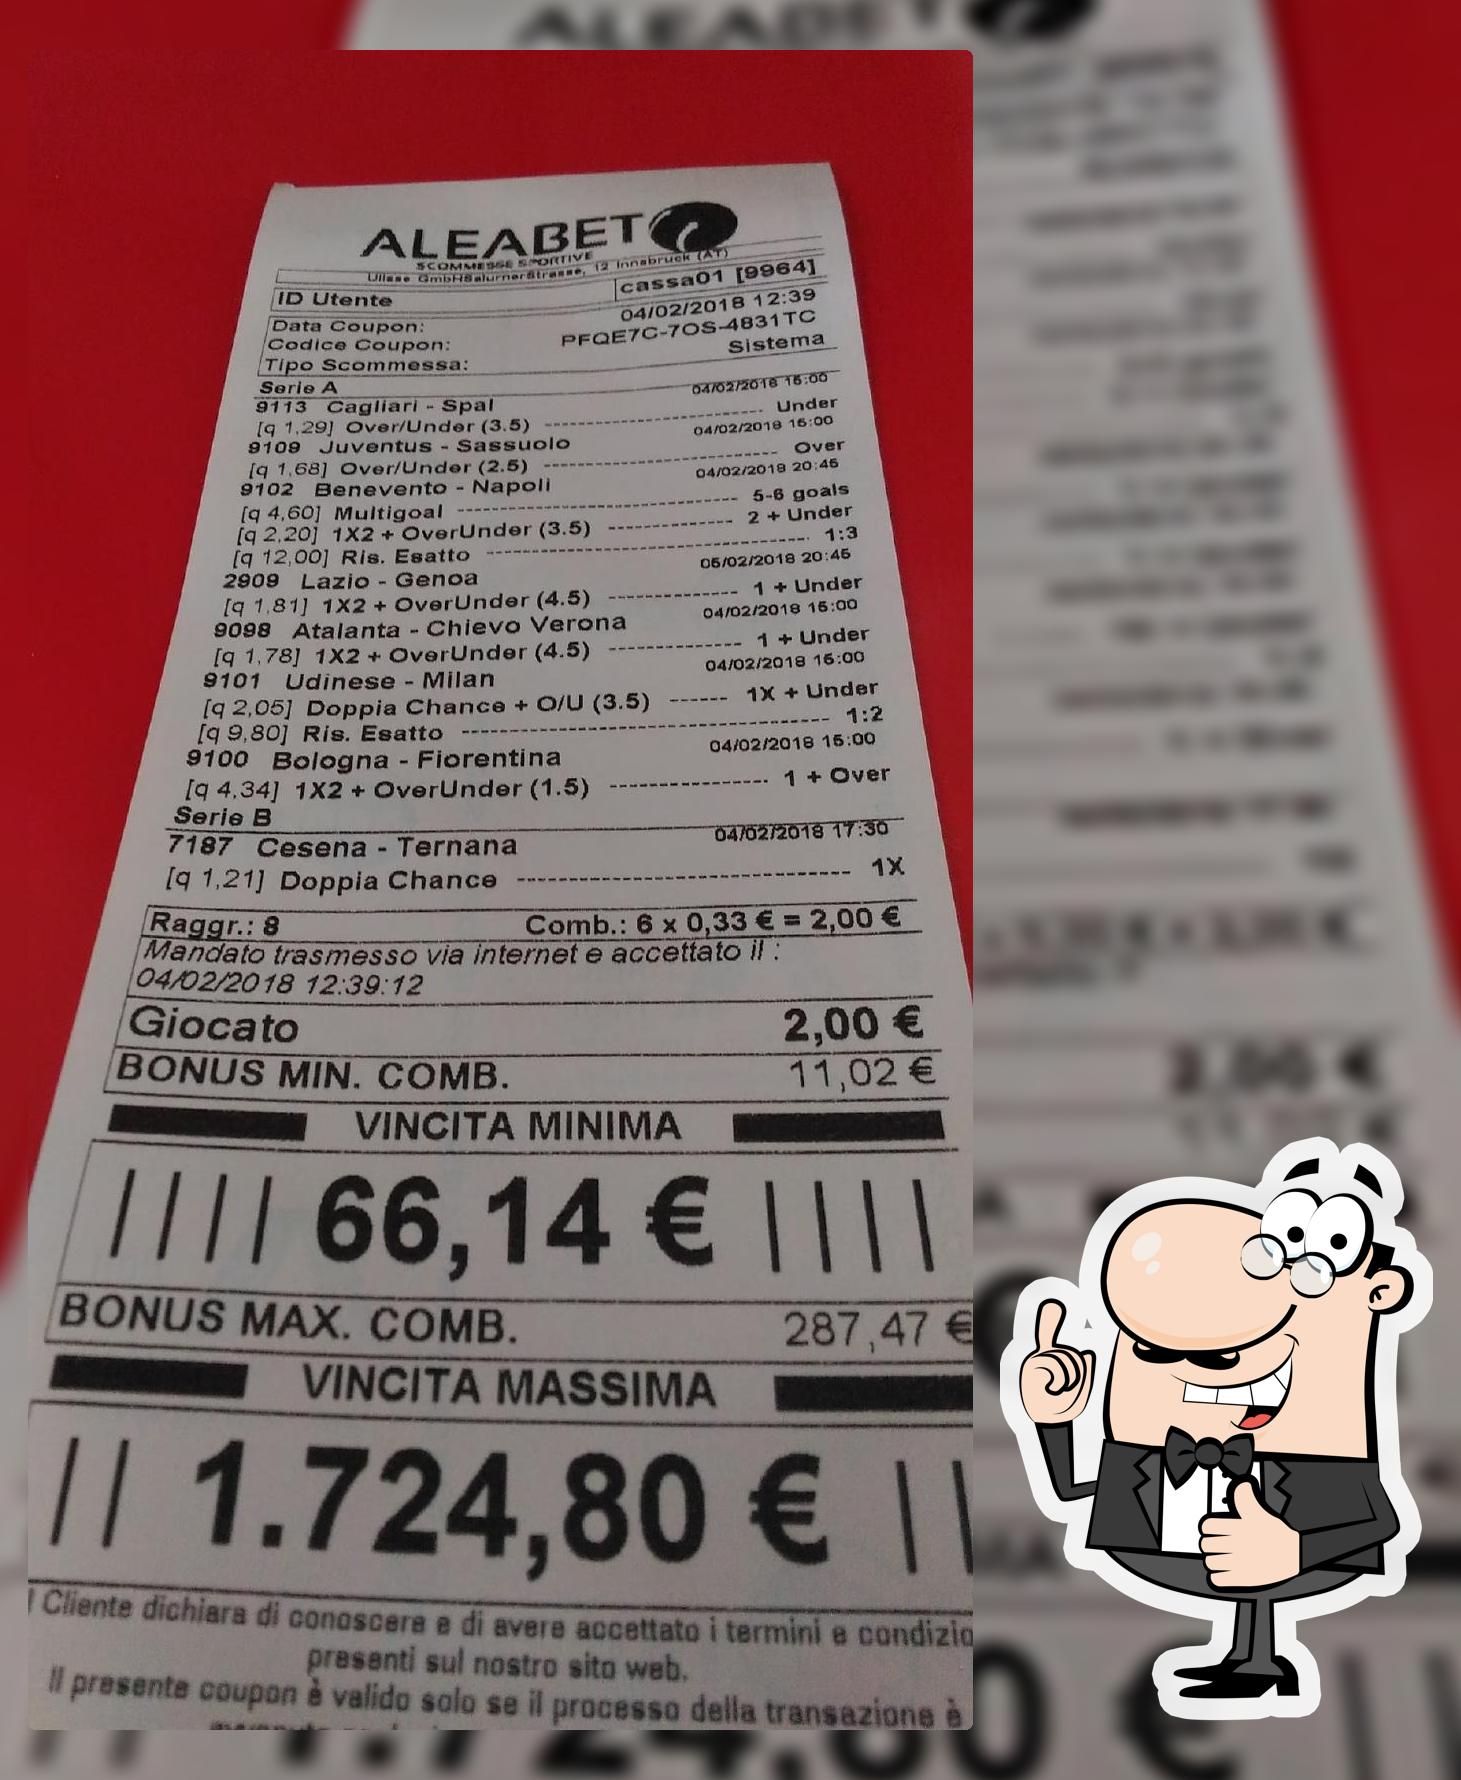 ALEABET
SCOMMESSE SPORTIVE
Ulisse GmbHSalurnerStrasse, 12 Innsbruck (AT)
ID Utente cassa01 [9964]
Data Coupon: 04/02/2018 12:39
Codice Coupon: PFQE7C-7OS-4831TC
Tipo Scommessa: Sistema
Serie A
9113 Cagliari - Spal 04/02/2018 15:00
[q 1,29] Over/Under (3.5) ---------------------- Under
9109 Juventus - Sassuolo 04/02/2018 15:00
[q 1,68] Over/Under (2.5) ------------------------ Over
9102 Benevento - Napoli 04/02/2018 20:45
[q 4,60] Multigoal ----------------------------- 5-6 goals
[q 2,20] 1X2 + OverUnder (3.5) ------------- 2 + Under
[q 12,00] Ris. Esatto --------------------------------- 1:3
2909 Lazio - Genoa 05/02/2018 20:45
[q 1,81] 1X2 + OverUnder (4.5) ------------- 1 + Under
9098 Atalanta - Chievo Verona 04/02/2018 15:00
[q 1,78] 1X2 + OverUnder (4.5) ------------- 1 + Under
9101 Udinese - Milan 04/02/2018 15:00
[q 2,05] Doppia Chance + O/U (3.5) ------ 1X + Under
[q 9,80] Ris. Esatto ----------------------------------- 1:2
9100 Bologna - Fiorentina 04/02/2018 15:00
[q 4,34] 1X2 + OverUnder (1.5) --------------- 1 + Over
Serie B
7187 Cesena - Ternana 04/02/2018 17:30
[q 1,21] Doppia Chance ------------------------------- 1X
Raggr.: 8 Comb.: 6 x 0,33 € = 2,00 €
Mandato trasmesso via internet e accettato il :
04/02/2018 12:39:12
Giocato 2,00 €
BONUS MIN. COMB. 11,02 €
VINCITA MINIMA
|||| 66,14 € ||||
BONUS MAX. COMB. 287,47 €
VINCITA MASSIMA
|| 1.724,80 € ||
l Cliente dichiara di conoscere e di avere accettato i termini e condizio
presenti sul nostro sito web.
Il presente coupon è valido solo se il processo della transazione è